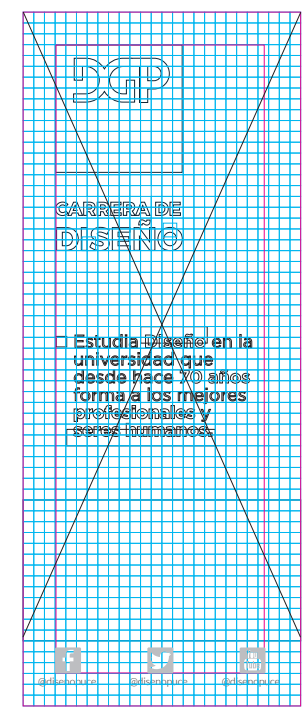 DGP
CARRERA DE
DISEÑO
Estudia Diseño en la
universidad que
desde hace 70 años
forma a los mejores
profesionales y
seres humanos.
@disenopuce @disenopuce @disenopuce